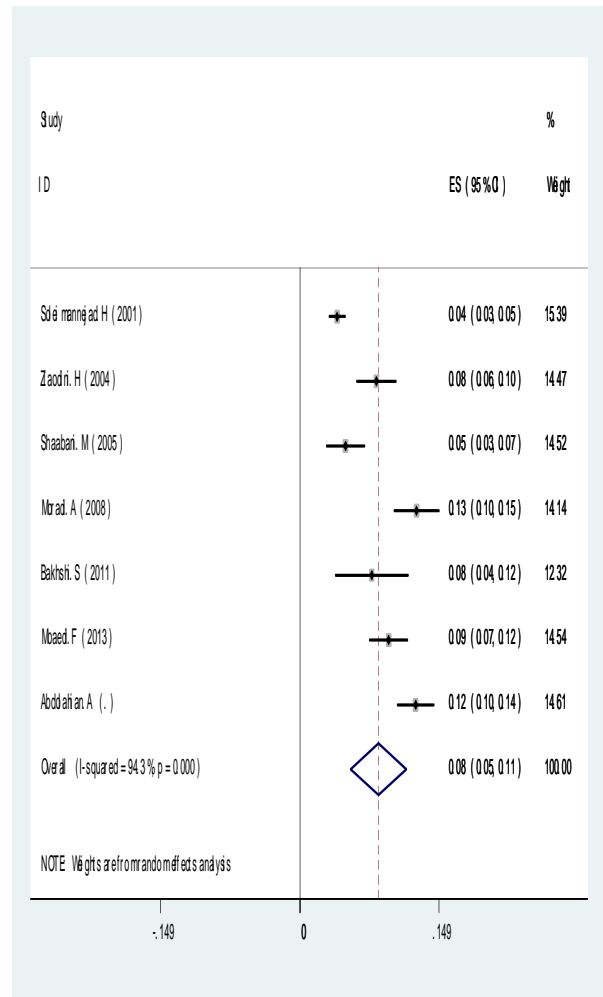 Study %
ID ES (95% CI) Weight
Soleimannejad H (2001) 0.04 (0.03, 0.05) 15.39
Ziaodini. H (2004) 0.08 (0.06, 0.10) 14.47
Shaabani. M (2005) 0.05 (0.03, 0.07) 14.52
Moradi. A (2008) 0.13 (0.10, 0.15) 14.14
Bakhshi. S (2011) 0.08 (0.04, 0.12) 12.32
Moaedi. F (2013) 0.09 (0.07, 0.12) 14.54
Abdollahian. A (.) 0.12 (0.10, 0.14) 14.61
Overall (I-squared = 94.3%, p = 0.000) 0.08 (0.05, 0.11) 100.00
NOTE: Weights are from random effects analysis
-.149 0 .149